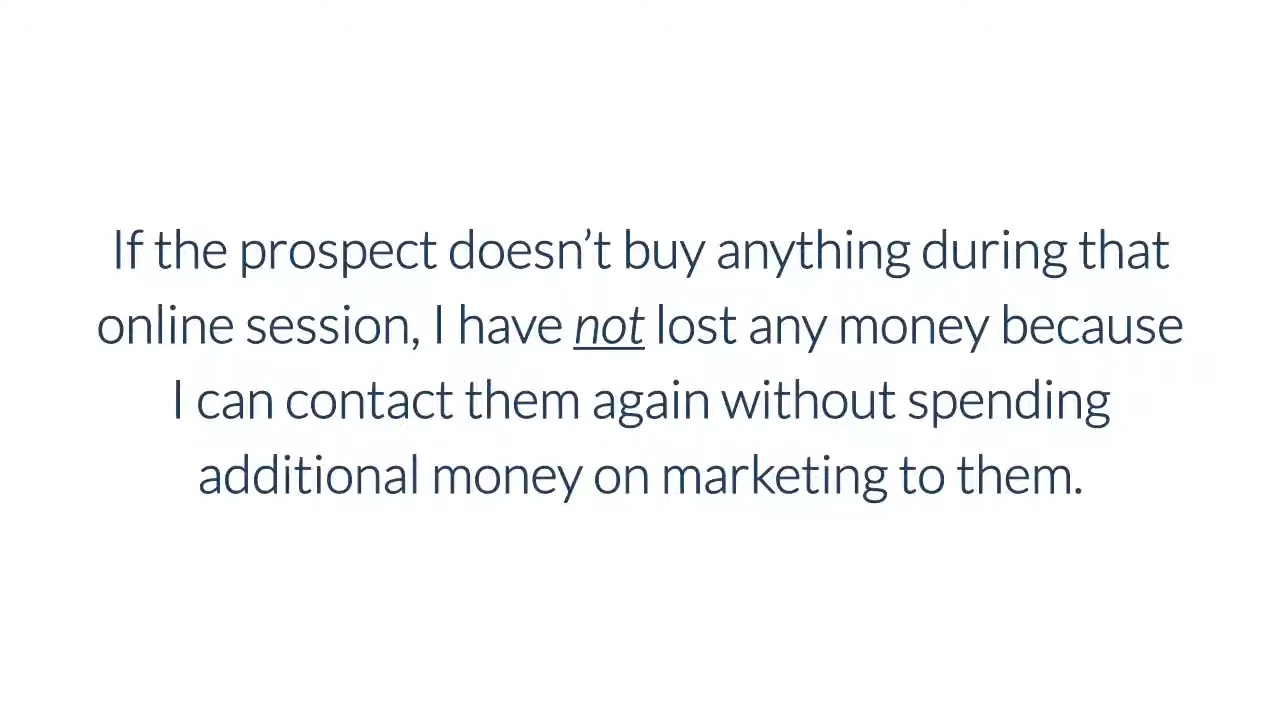 If the prospect doesn’t buy anything during that
online session, I have not lost any money because
I can contact them again without spending
additional money on marketing to them.